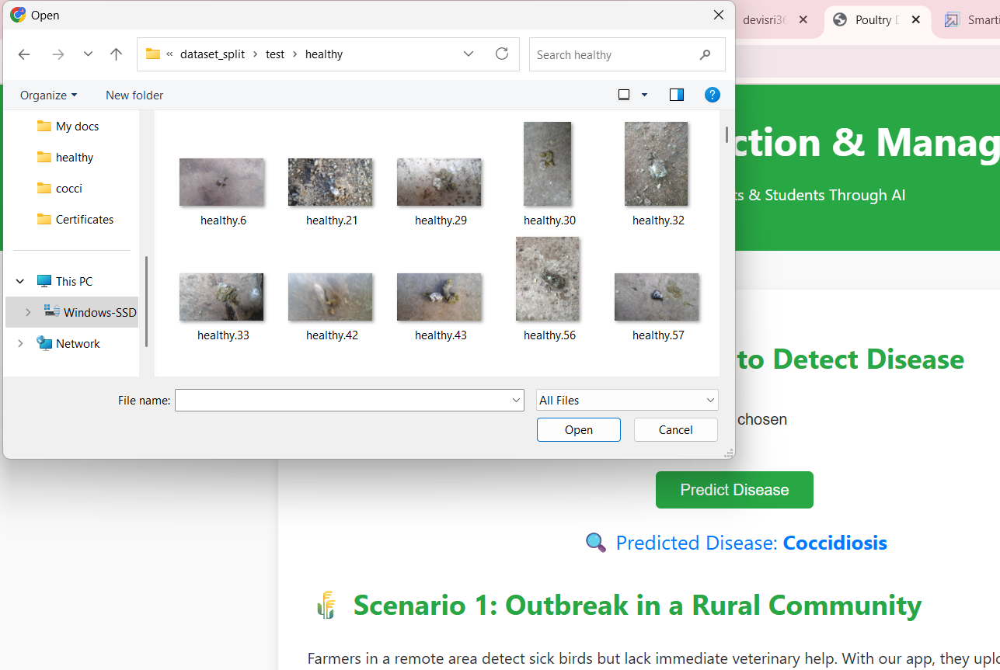 Open
devisri36
Poultry D
Smarti
« dataset_split › test › healthy
Search healthy
Organize
New folder
?
My docs
healthy
cocci
Certificates
This PC
Windows-SSD
Network
healthy.6
healthy.21
healthy.29
healthy.30
healthy.32
healthy.33
healthy.42
healthy.43
healthy.56
healthy.57
File name:
All Files
Open
Cancel
ction & Manag
s & Students Through AI
to Detect Disease
chosen
Predict Disease
Predicted Disease: Coccidiosis
Scenario 1: Outbreak in a Rural Community
Farmers in a remote area detect sick birds but lack immediate veterinary help. With our app, they uplo